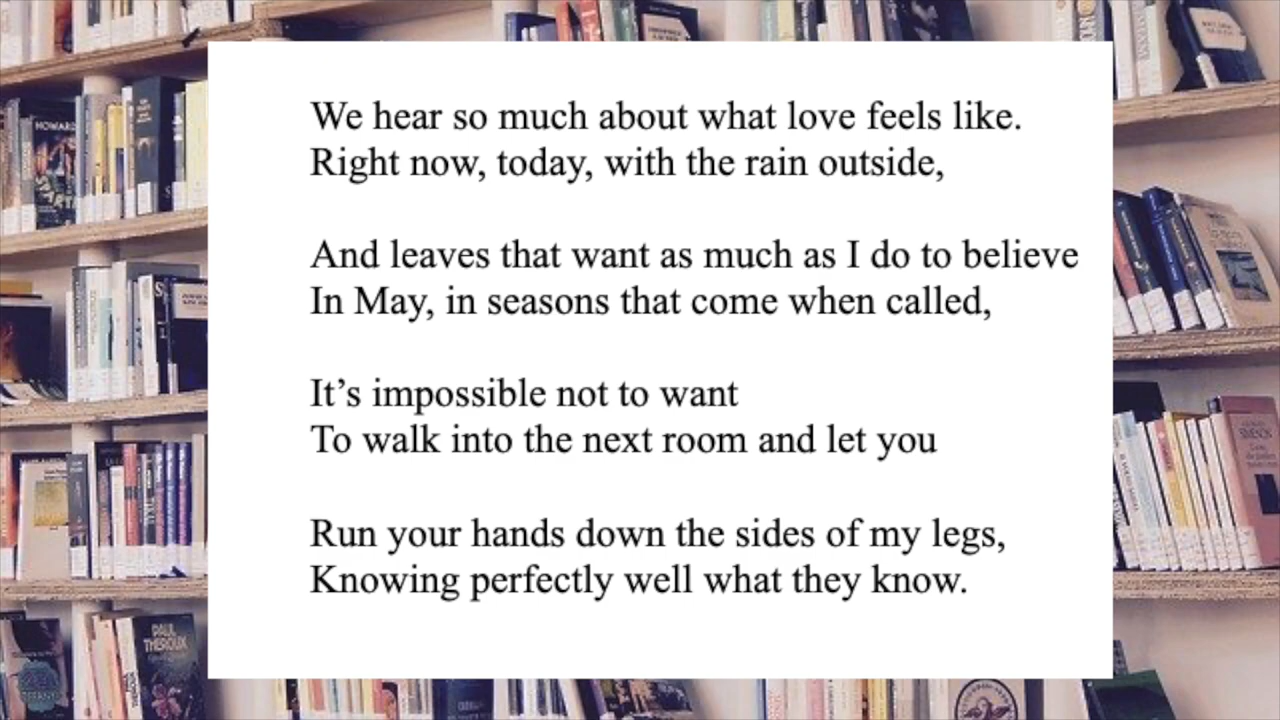 We hear so much about what love feels like.
Right now, today, with the rain outside,
And leaves that want as much as I do to believe
In May, in seasons that come when called,
It’s impossible not to want
To walk into the next room and let you
Run your hands down the sides of my legs,
Knowing perfectly well what they know.
HOWARD
PAUL
THEROUX
SIMENON